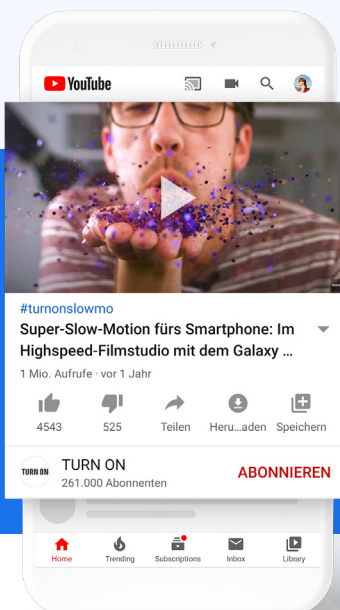 YouTube
#turnonslowmo
Super-Slow-Motion fürs Smartphone: Im
Highspeed-Filmstudio mit dem Galaxy ...
1 Mio. Aufrufe · vor 1 Jahr
4543 525 Teilen Heru...aden Speichern
TURN ON
TURN ON
261.000 Abonnenten
ABONNIEREN
Home Trending Subscriptions Inbox Library